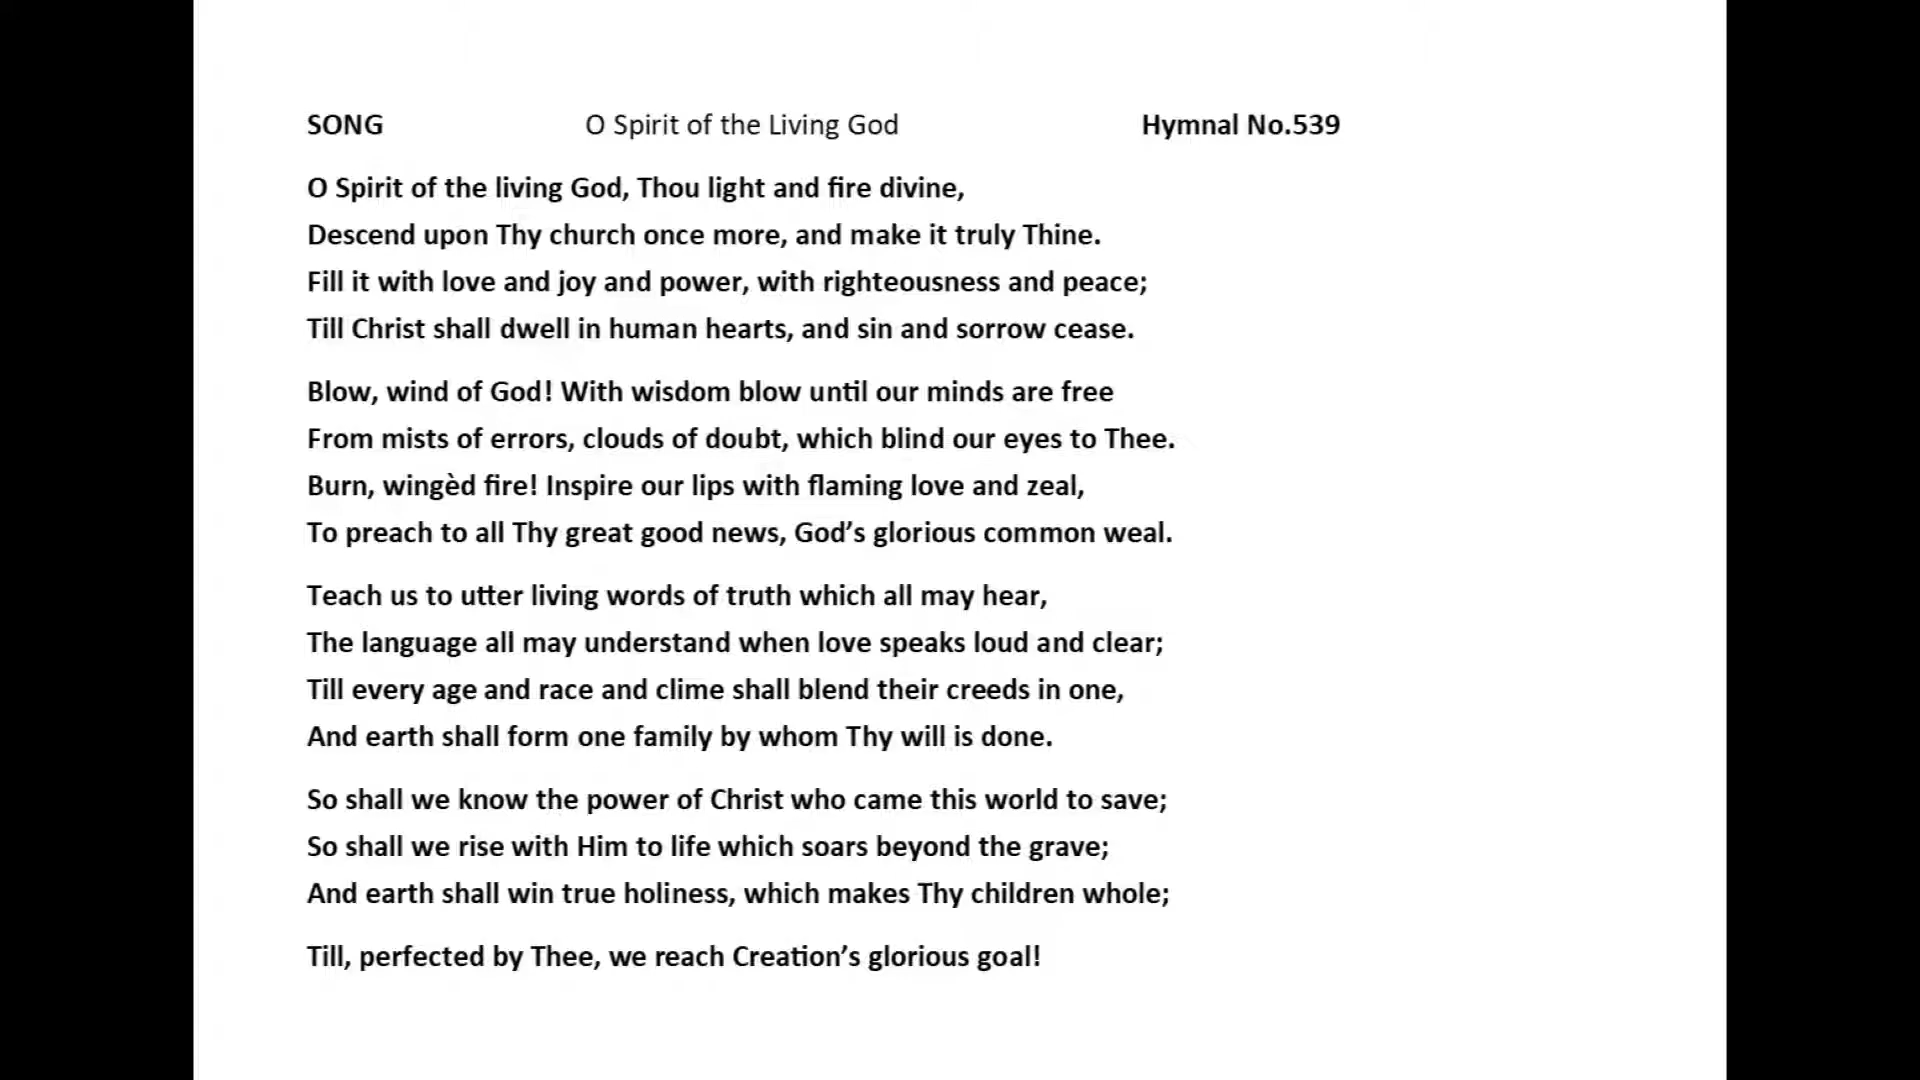 SONG O Spirit of the Living God Hymnal No.539
O Spirit of the living God, Thou light and fire divine,
Descend upon Thy church once more, and make it truly Thine.
Fill it with love and joy and power, with righteousness and peace;
Till Christ shall dwell in human hearts, and sin and sorrow cease.
Blow, wind of God! With wisdom blow until our minds are free
From mists of errors, clouds of doubt, which blind our eyes to Thee.
Burn, wingèd fire! Inspire our lips with flaming love and zeal,
To preach to all Thy great good news, God’s glorious common weal.
Teach us to utter living words of truth which all may hear,
The language all may understand when love speaks loud and clear;
Till every age and race and clime shall blend their creeds in one,
And earth shall form one family by whom Thy will is done.
So shall we know the power of Christ who came this world to save;
So shall we rise with Him to life which soars beyond the grave;
And earth shall win true holiness, which makes Thy children whole;
Till, perfected by Thee, we reach Creation’s glorious goal!